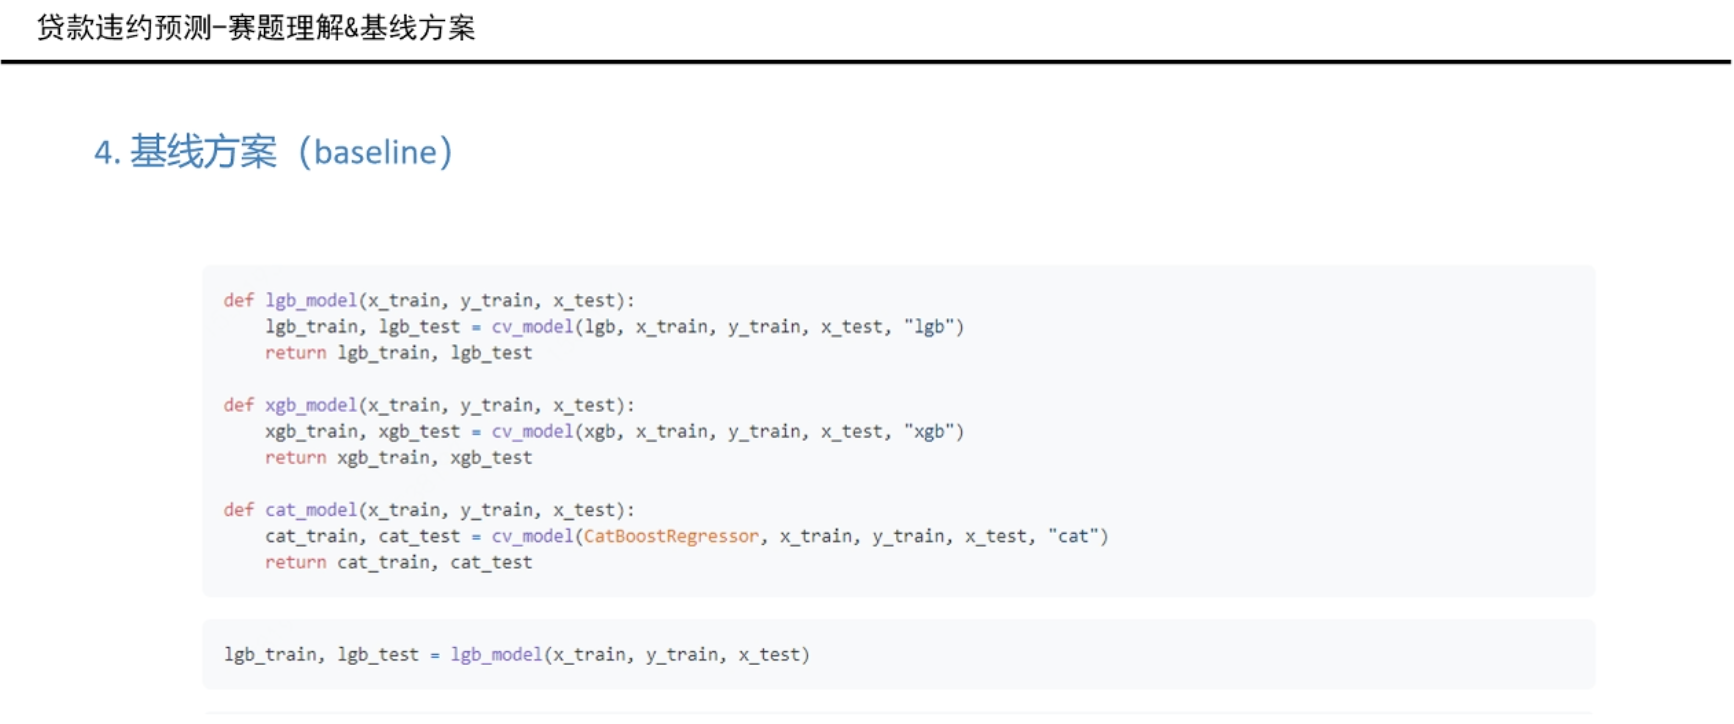 贷款违约预测-赛题理解&基线方案
4. 基线方案（baseline）
def lgb_model(x_train, y_train, x_test):
    lgb_train, lgb_test = cv_model(lgb, x_train, y_train, x_test, "lgb")
    return lgb_train, lgb_test
def xgb_model(x_train, y_train, x_test):
    xgb_train, xgb_test = cv_model(xgb, x_train, y_train, x_test, "xgb")
    return xgb_train, xgb_test
def cat_model(x_train, y_train, x_test):
    cat_train, cat_test = cv_model(CatBoostRegressor, x_train, y_train, x_test, "cat")
    return cat_train, cat_test
lgb_train, lgb_test = lgb_model(x_train, y_train, x_test)